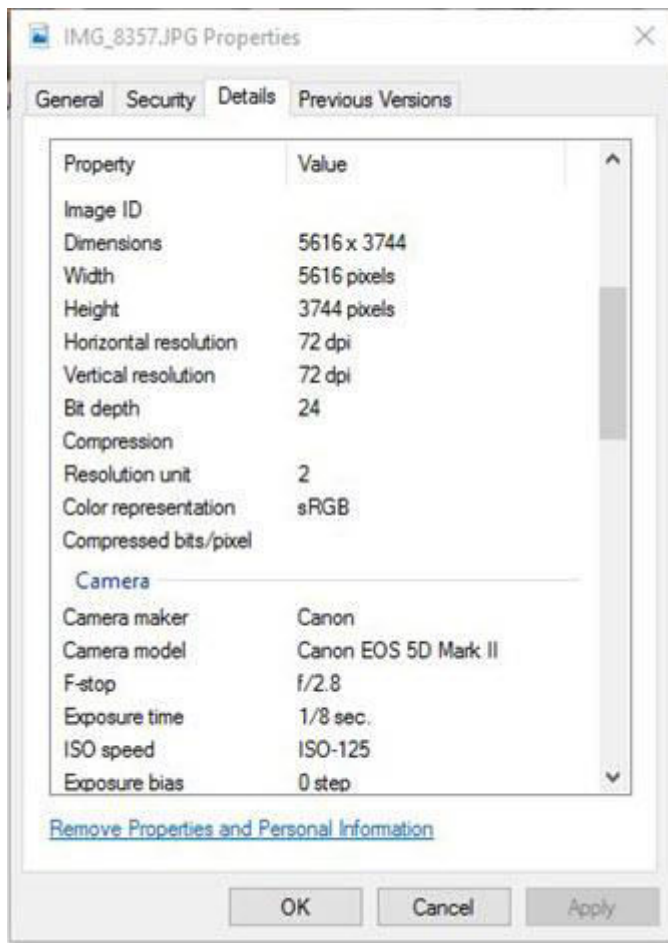 IMG_8357.JPG Properties
General Security Details Previous Versions
Property Value
Image ID
Dimensions 5616 x 3744
Width 5616 pixels
Height 3744 pixels
Horizontal resolution 72 dpi
Vertical resolution 72 dpi
Bit depth 24
Compression
Resolution unit 2
Color representation sRGB
Compressed bits/pixel
Camera
Camera maker Canon
Camera model Canon EOS 5D Mark II
F-stop f/2.8
Exposure time 1/8 sec.
ISO speed ISO-125
Exposure bias 0 step
Remove Properties and Personal Information
OK Cancel Apply